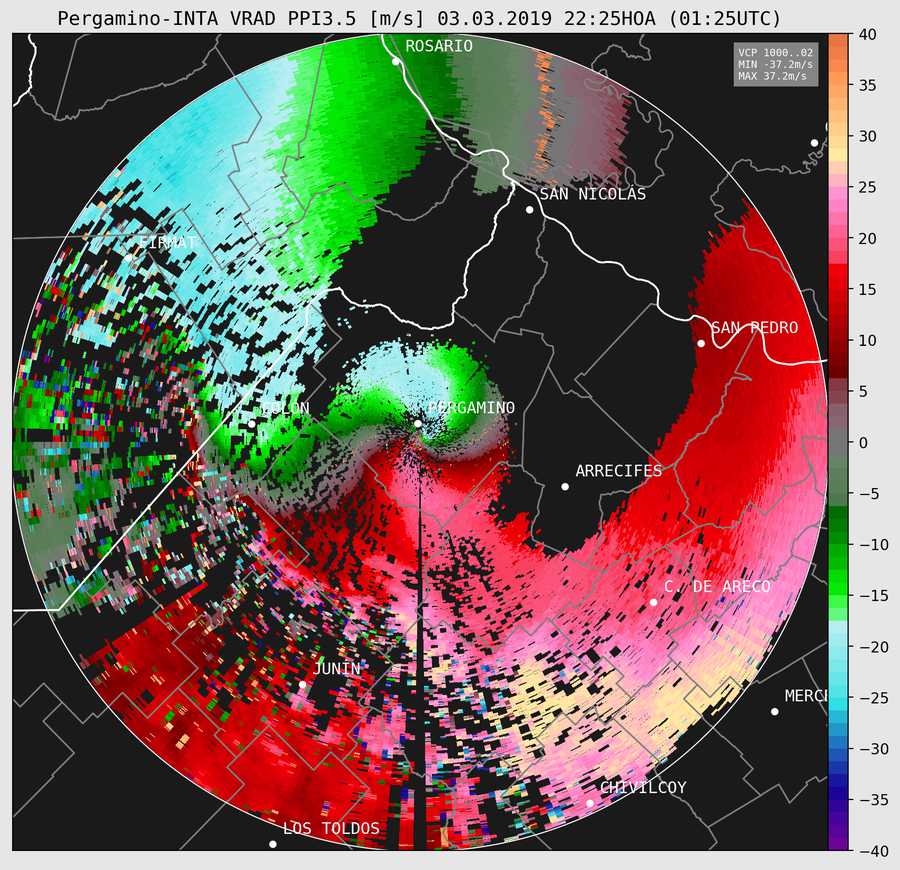 Pergamino-INTA VRAD PPI3.5 [m/s] 03.03.2019 22:25HOA (01:25UTC)
VCP 1000..02
MIN -37.2m/s
MAX 37.2m/s
ROSARIO
SAN NICOLÁS
FIRMAT
SAN PEDRO
COLON
PERGAMINO
ARRECIFES
C. DE ARECO
JUNIN
MERCE
CHIVILCOY
LOS TOLDOS
40
35
30
25
20
15
10
5
0
−5
−10
−15
−20
−25
−30
−35
−40